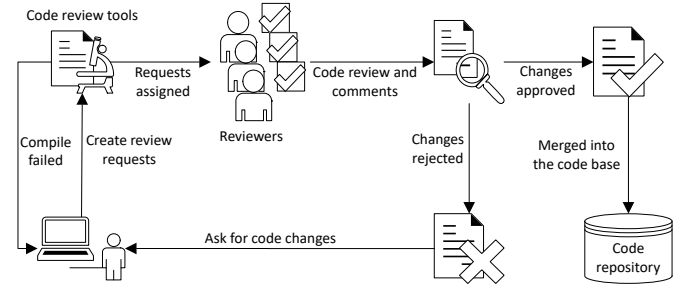 Code review tools
Requests
assigned
Reviewers
Code review and
comments
Changes
approved
Compile
failed
Create review
requests
Changes
rejected
Merged into
the code base
Ask for code changes
Code
repository